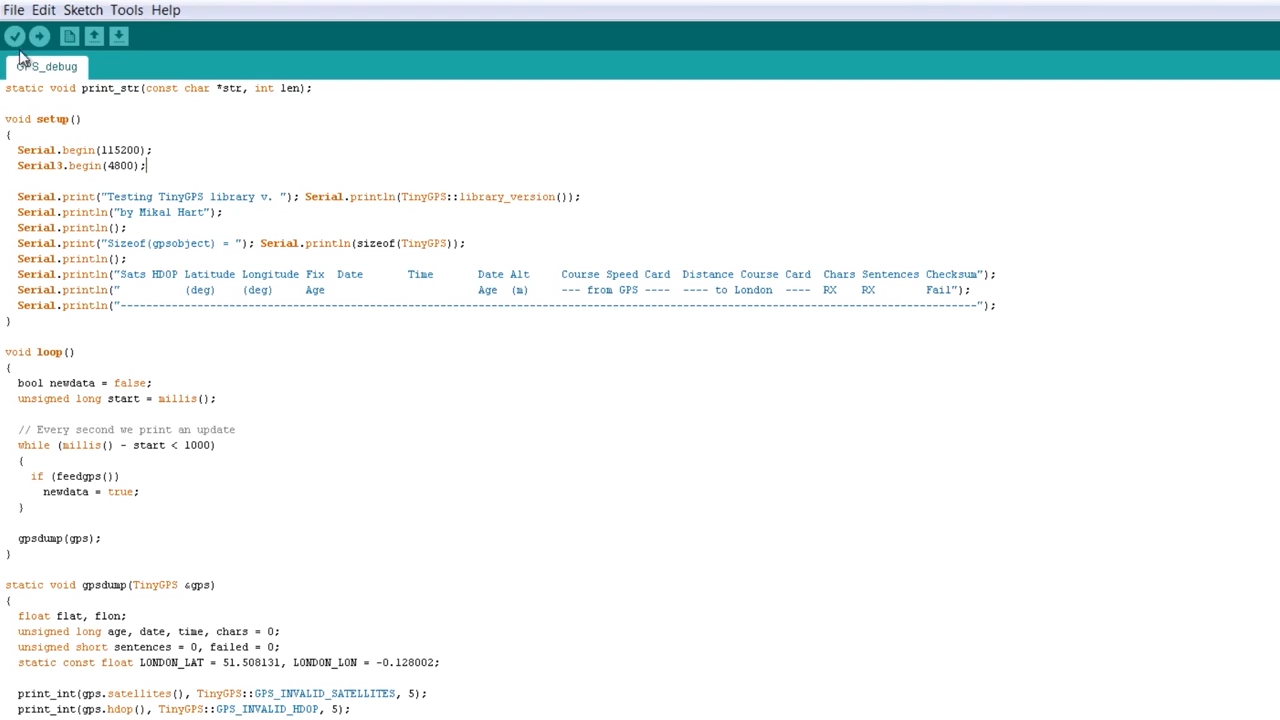 File Edit Sketch Tools Help
GPS_debug
static void print_str(const char *str, int len);
void setup()
{
Serial.begin(115200);
Serial3.begin(4800);
Serial.print("Testing TinyGPS library v. "); Serial.println(TinyGPS::library_version());
Serial.println("by Mikal Hart");
Serial.println();
Serial.print("Sizeof(gpsobject) = "); Serial.println(sizeof(TinyGPS));
Serial.println();
Serial.println("Sats HDOP Latitude Longitude Fix  Date      Time       Date Alt     Course Speed Card  Distance Course Card  Chars Sentences Checksum");
Serial.println("          (deg)    (deg)     Age                        Age  (m)     --- from GPS ----  ---- to London  ----  RX    RX        Fail");
Serial.println("--------------------------------------------------------------------------------------------------------------------------------------");
}
void loop()
{
bool newdata = false;
unsigned long start = millis();
// Every second we print an update
while (millis() - start < 1000)
{
if (feedgps())
newdata = true;
}
gpsdump(gps);
}
static void gpsdump(TinyGPS &gps)
{
float flat, flon;
unsigned long age, date, time, chars = 0;
unsigned short sentences = 0, failed = 0;
static const float LONDON_LAT = 51.508131, LONDON_LON = -0.128002;
print_int(gps.satellites(), TinyGPS::GPS_INVALID_SATELLITES, 5);
print_int(gps.hdop(), TinyGPS::GPS_INVALID_HDOP, 5);